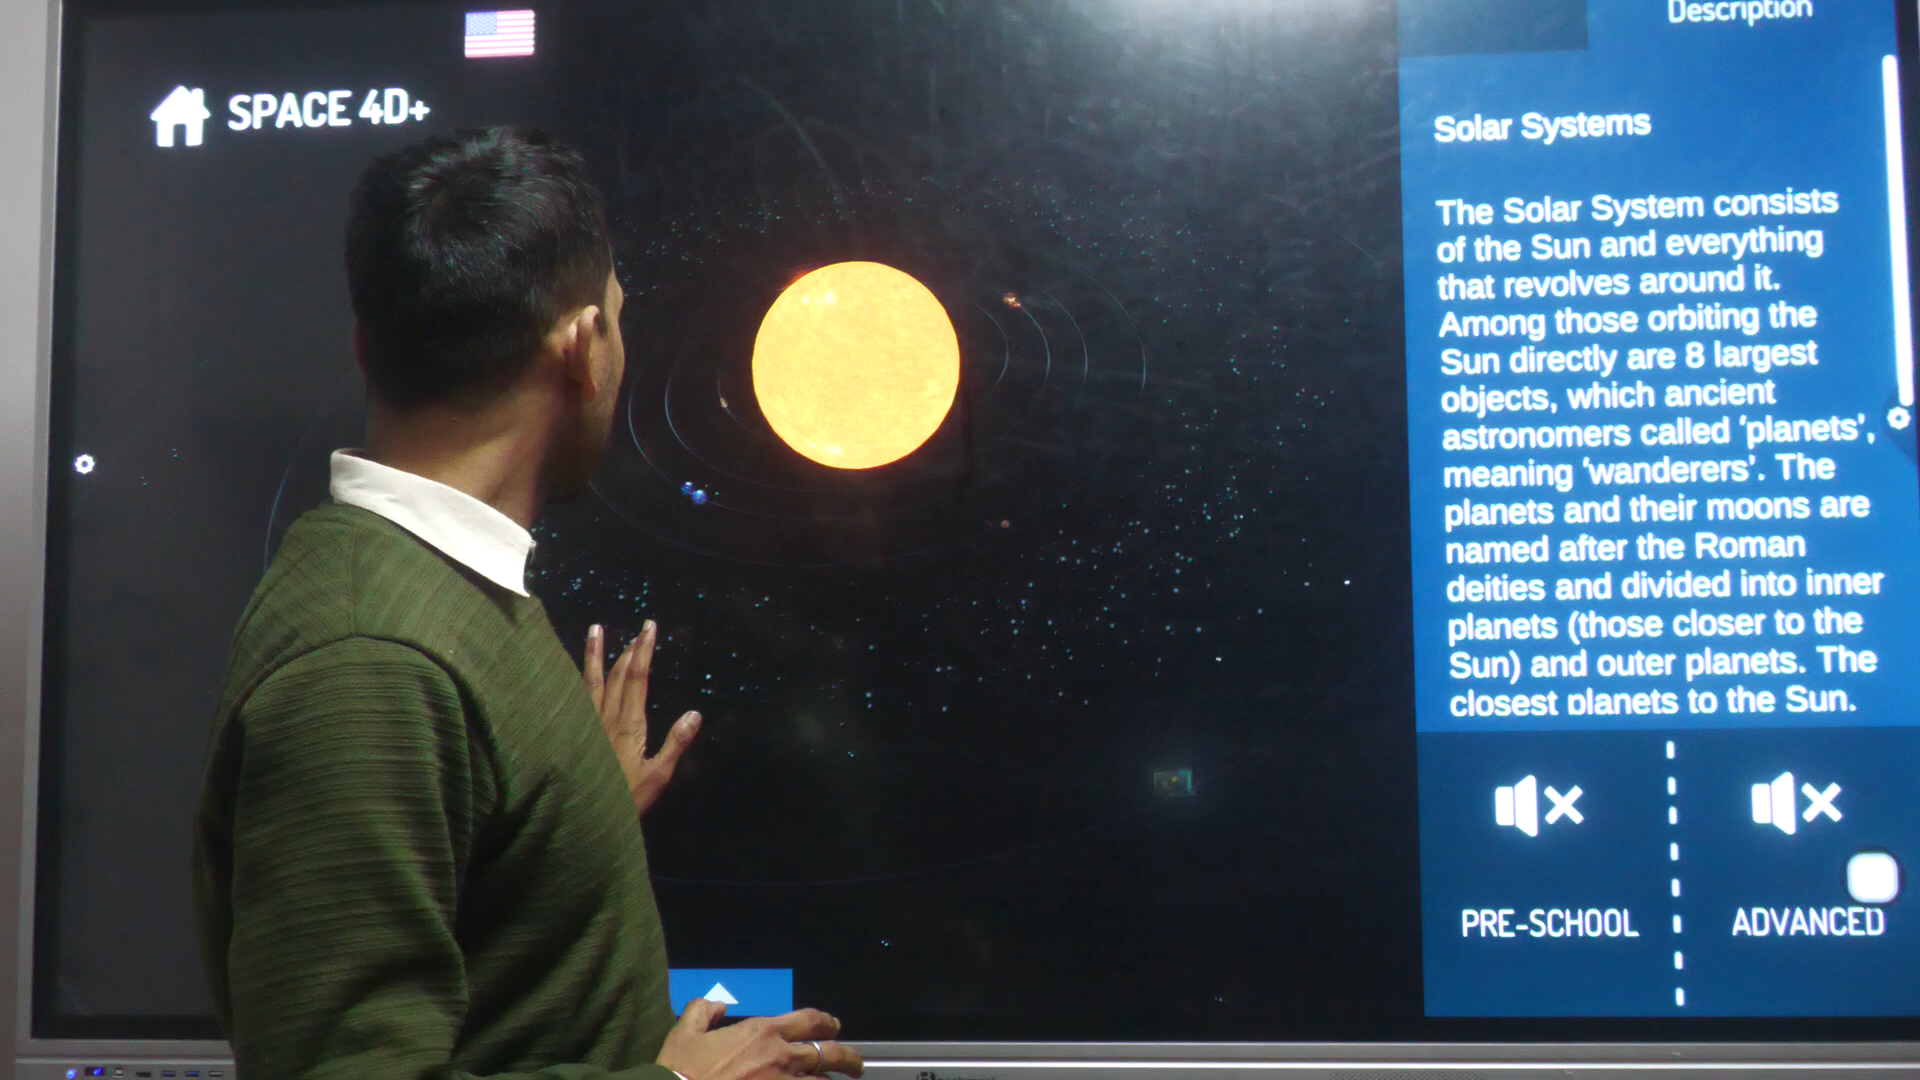 SPACE 4D+
Description
Solar Systems
The Solar System consists
of the Sun and everything
that revolves around it.
Among those orbiting the
Sun directly are 8 largest
objects, which ancient
astronomers called 'planets',
meaning 'wanderers'. The
planets and their moons are
named after the Roman
deities and divided into inner
planets (those closer to the
Sun) and outer planets. The
closest planets to the Sun.
PRE-SCHOOL
ADVANCED